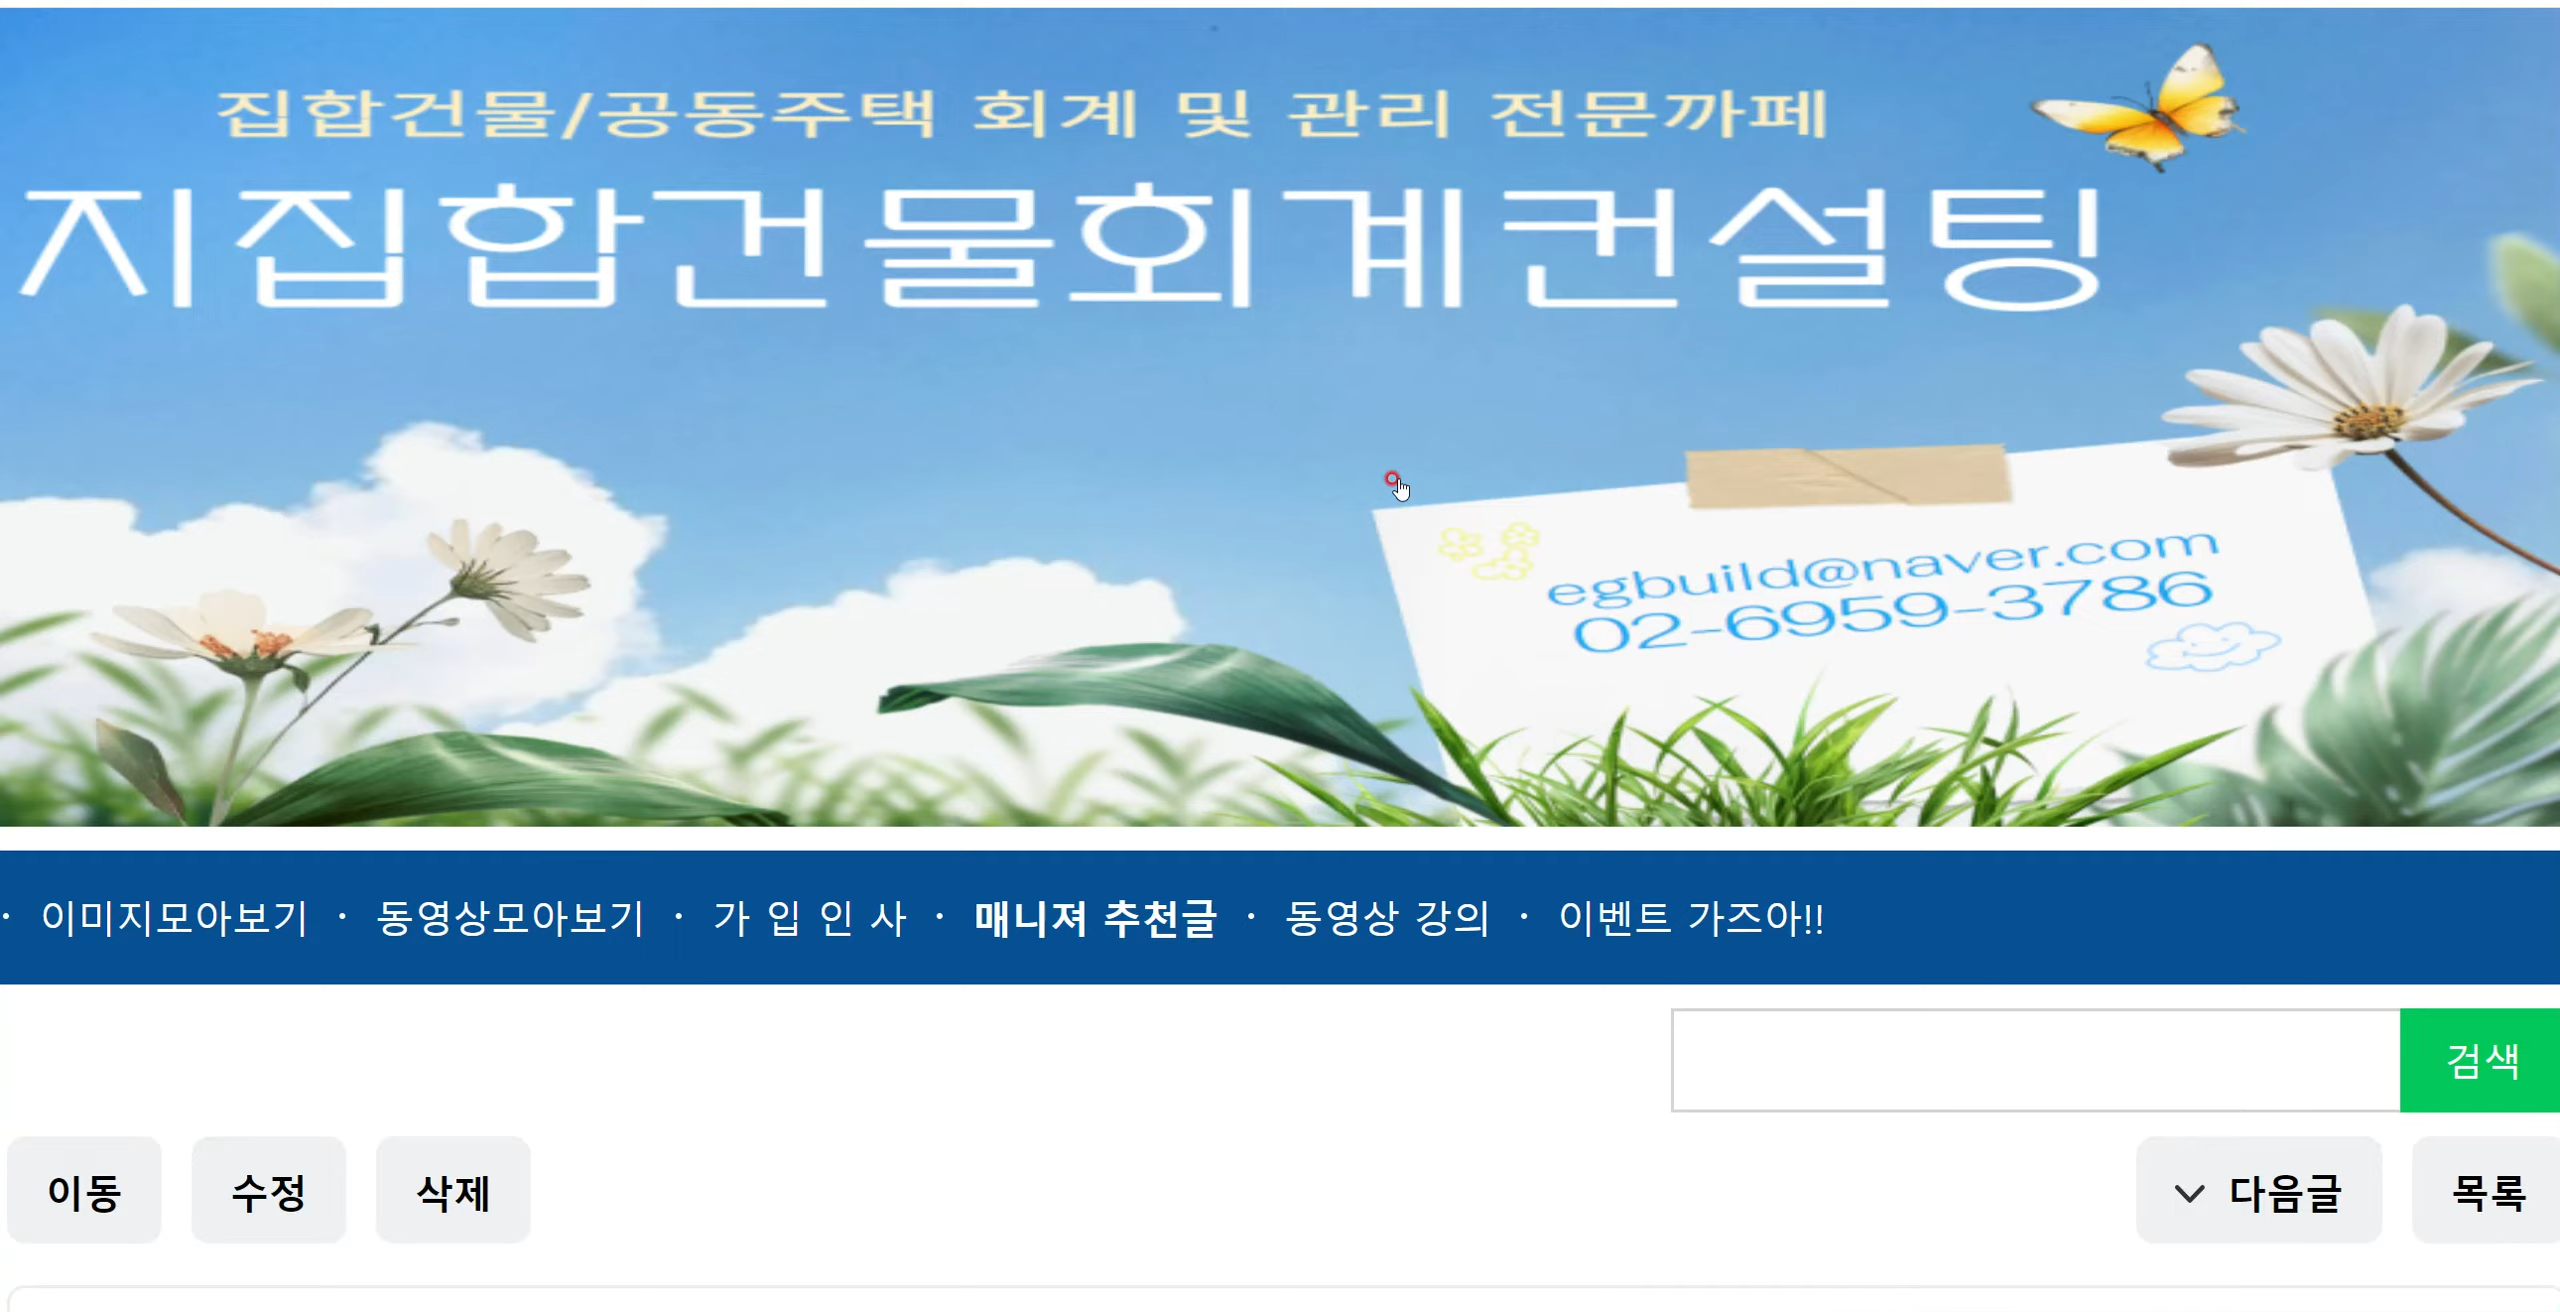 집합건물/공동주택 회계 및 관리 전문까페
지집합건물회계컨설팅
egbuild@naver.com
02-6959-3786
· 이미지모아보기 · 동영상모아보기 · 가 입 인 사 · 매니져 추천글 · 동영상 강의 · 이벤트 가즈아!!
검색
이동 수정 삭제 다음글 목록